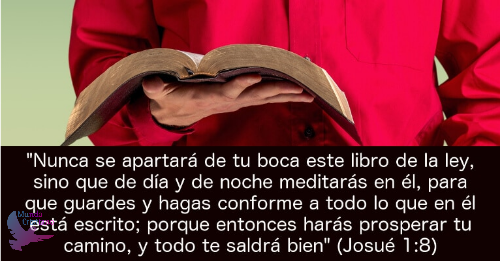 "Nunca se apartará de tu boca este libro de la ley,
sino que de día y de noche meditarás en él, para
que guardes y hagas conforme a todo lo que en él
está escrito; porque entonces harás prosperar tu
camino, y todo te saldrá bien" (Josué 1:8)
Mundo